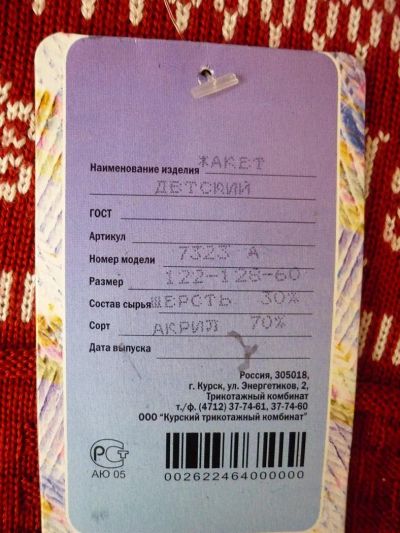 Наименование изделия ЖАКЕТ
ДЕТСКИЙ
ГОСТ
Артикул
Номер модели 7323 А
Размер 122-128-60
Состав сырья ШЕРСТЬ 30%
Сорт АКРИЛ 70%
Дата выпуска
Россия, 305018,
г. Курск, ул. Энергетиков, 2,
Трикотажный комбинат
т./ф. (4712) 37-74-61, 37-74-60
ООО "Курский трикотажный комбинат"
РСТ
АЮ 05
002622464000000